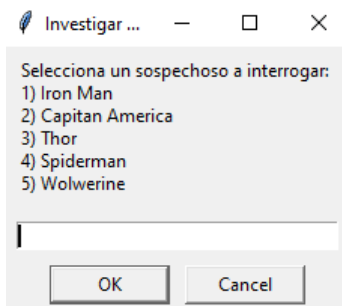 Investigar ...
Selecciona un sospechoso a interrogar:
1) Iron Man
2) Capitan America
3) Thor
4) Spiderman
5) Wolwerine
OK Cancel